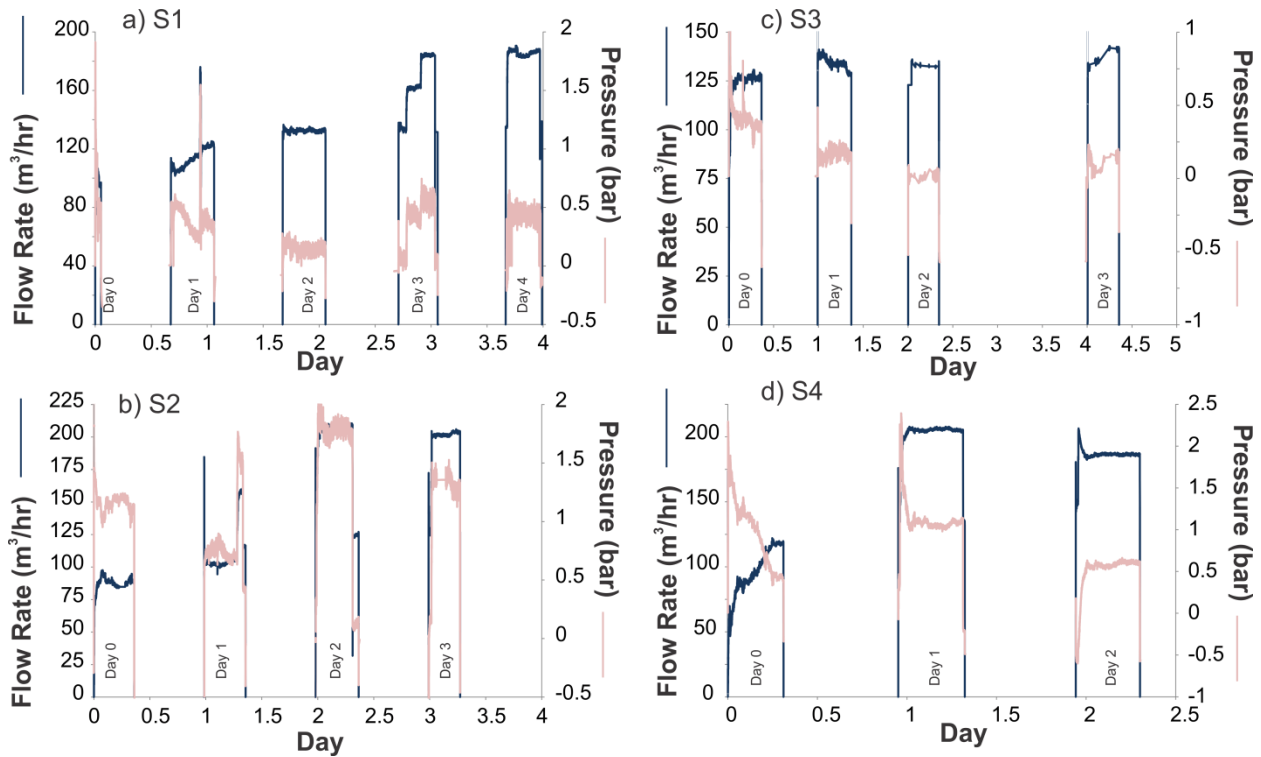 a) S1
Flow Rate (m³/hr)
200
160
120
80
40
0
2
1.5
1
0.5
0
-0.5
Pressure (bar)
Day 0
Day 1
Day 2
Day 3
Day 4
0 0.5 1 1.5 2 2.5 3 3.5 4
Day
c) S3
Flow Rate (m³/hr)
150
125
100
75
50
25
0
1
0.5
0
-0.5
-1
Pressure (bar)
Day 0
Day 1
Day 2
Day 3
0 0.5 1 1.5 2 2.5 3 3.5 4 4.5 5
Day
b) S2
Flow Rate (m³/hr)
225
200
175
150
125
100
75
50
25
0
2
1.5
1
0.5
0
-0.5
Pressure (bar)
Day 0
Day 1
Day 2
Day 3
0 1 2 3 4
Day
d) S4
Flow Rate (m³/hr)
200
150
100
50
0
2.5
2
1.5
1
0.5
0
-0.5
-1
Pressure (bar)
Day 0
Day 1
Day 2
0 0.5 1 1.5 2 2.5
Day